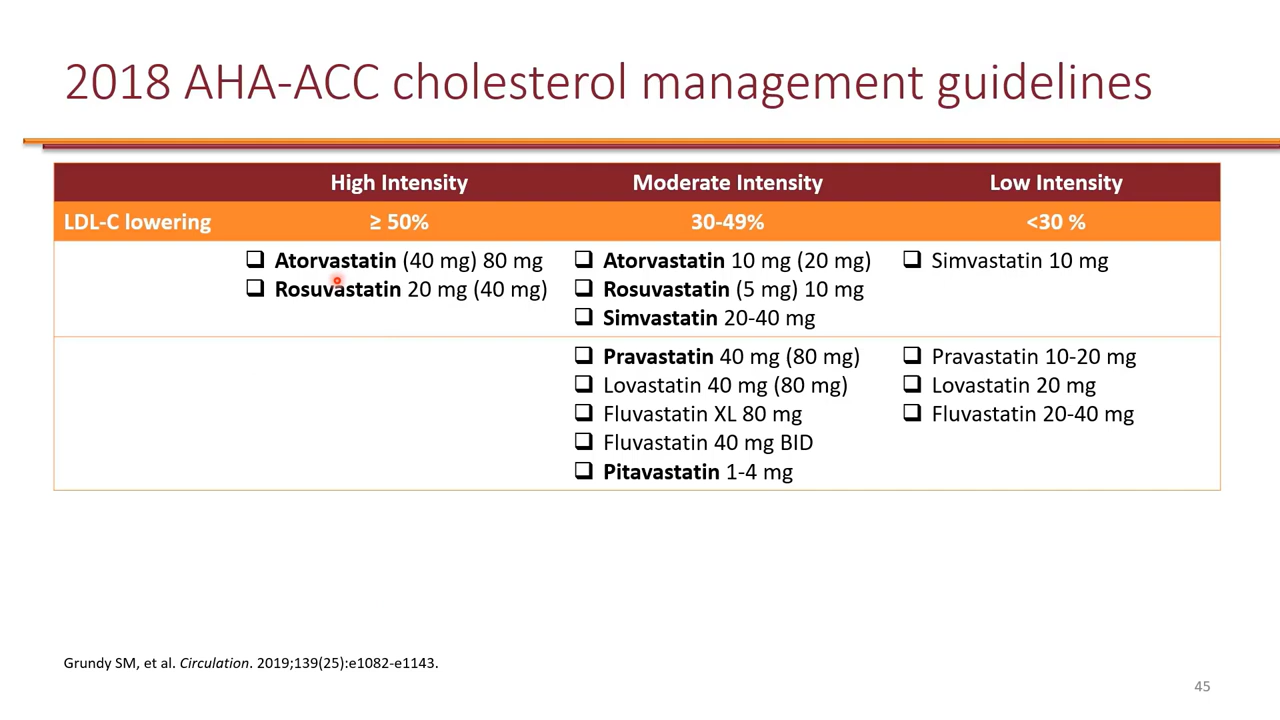 2018 AHA-ACC cholesterol management guidelines
High Intensity Moderate Intensity Low Intensity
LDL-C lowering ≥ 50% 30-49% <30 %
❑ Atorvastatin (40 mg) 80 mg
❑ Rosuvastatin 20 mg (40 mg)
❑ Atorvastatin 10 mg (20 mg)
❑ Rosuvastatin (5 mg) 10 mg
❑ Simvastatin 20-40 mg
❑ Simvastatin 10 mg
❑ Pravastatin 40 mg (80 mg)
❑ Lovastatin 40 mg (80 mg)
❑ Fluvastatin XL 80 mg
❑ Fluvastatin 40 mg BID
❑ Pitavastatin 1-4 mg
❑ Pravastatin 10-20 mg
❑ Lovastatin 20 mg
❑ Fluvastatin 20-40 mg
Grundy SM, et al. Circulation. 2019;139(25):e1082-e1143.
45